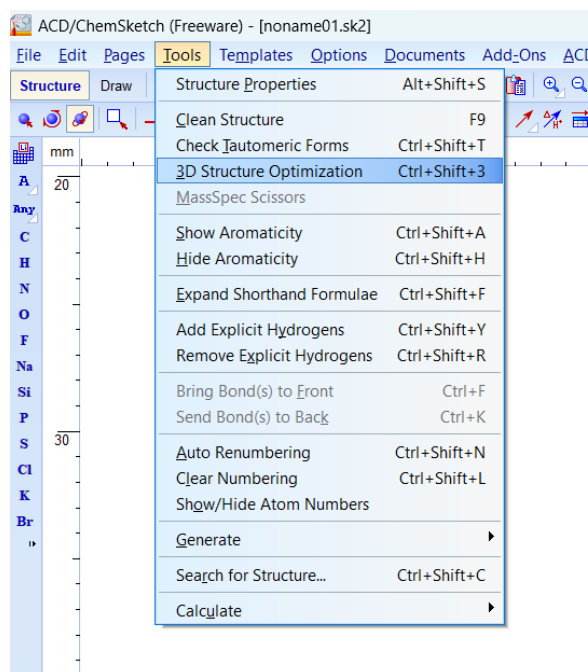 ACD/ChemSketch (Freeware) - [noname01.sk2]
File Edit Pages Tools Templates Options Documents Add-Ons ACD
Structure Draw
mm
20
30
A
Any
C
H
N
O
F
Na
Si
P
S
Cl
K
Br
Structure Properties Alt+Shift+S
Clean Structure F9
Check Tautomeric Forms Ctrl+Shift+T
3D Structure Optimization Ctrl+Shift+3
MassSpec Scissors
Show Aromaticity Ctrl+Shift+A
Hide Aromaticity Ctrl+Shift+H
Expand Shorthand Formulae Ctrl+Shift+F
Add Explicit Hydrogens Ctrl+Shift+Y
Remove Explicit Hydrogens Ctrl+Shift+R
Bring Bond(s) to Front Ctrl+F
Send Bond(s) to Back Ctrl+K
Auto Renumbering Ctrl+Shift+N
Clear Numbering Ctrl+Shift+L
Show/Hide Atom Numbers
Generate
Search for Structure... Ctrl+Shift+C
Calculate